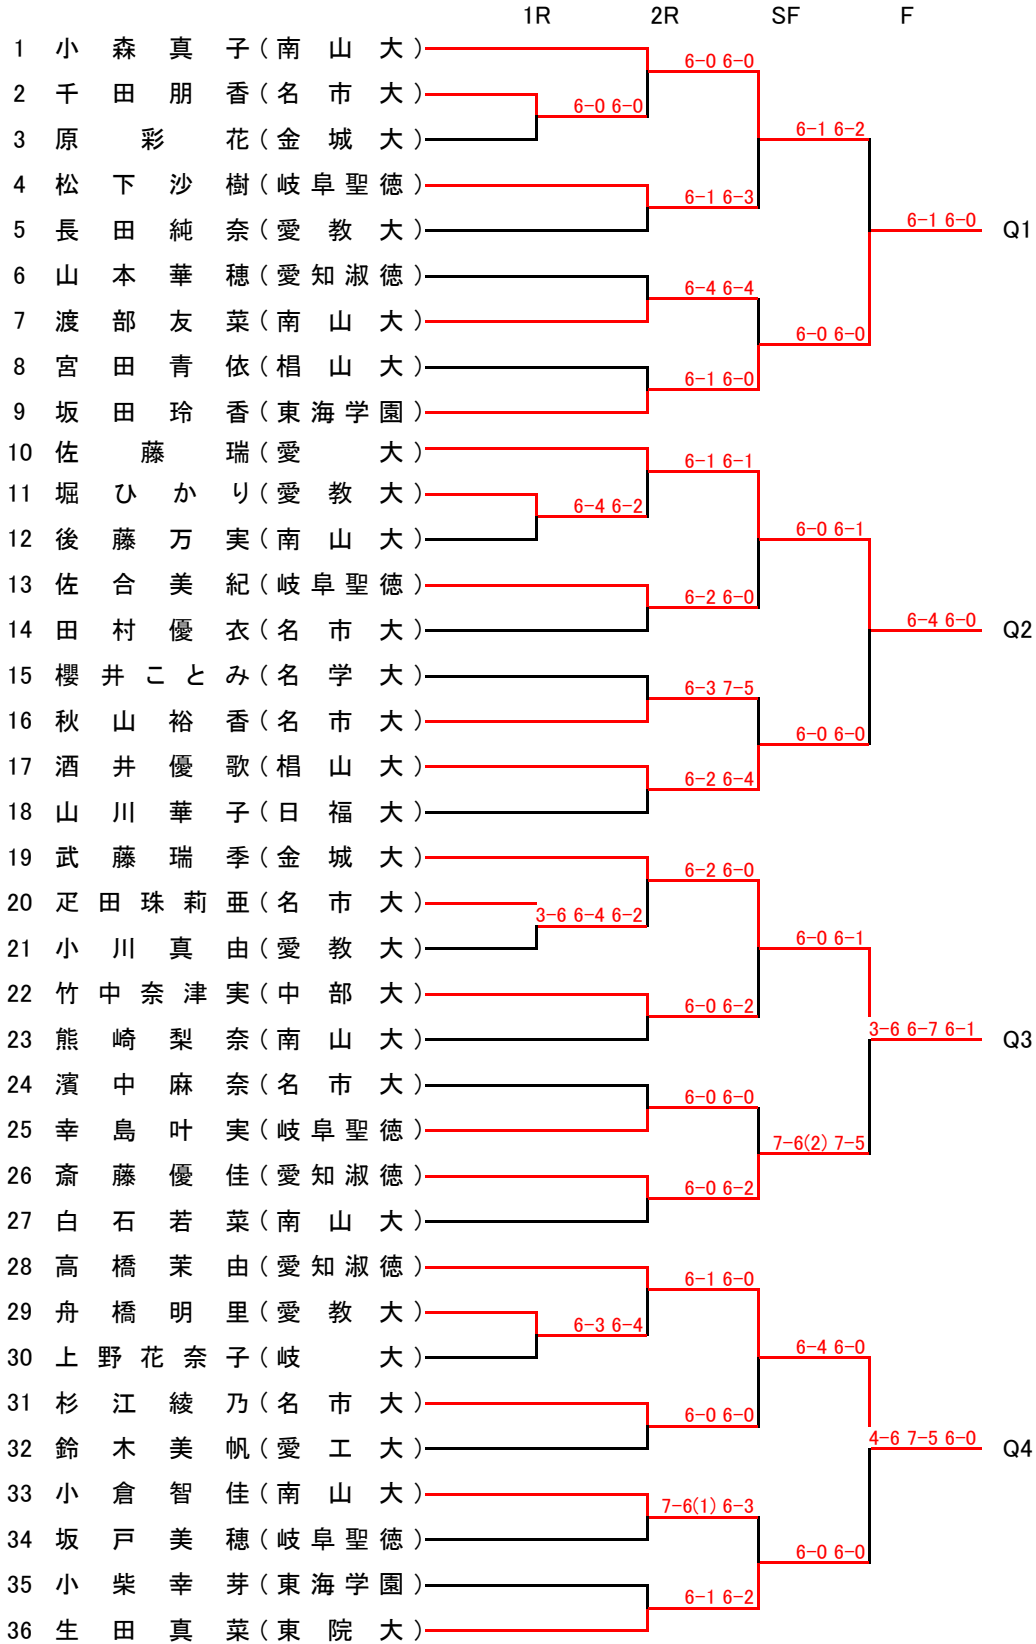 1R 2R SF F
1 小森真子(南山大)
6-0 6-0
2 千田朋香(名市大)
6-0 6-0
3 原彩花(金城大)
6-1 6-2
4 松下沙樹(岐阜聖徳)
6-1 6-3
5 長田純奈(愛教大)
6-1 6-0 Q1
6 山本華穂(愛知淑徳)
6-4 6-4
7 渡部友菜(南山大)
6-0 6-0
8 宮田青依(椙山大)
6-1 6-0
9 坂田玲香(東海学園)
10 佐藤瑞(愛大)
6-1 6-1
11 堀ひかり(愛教大)
6-4 6-2
12 後藤万実(南山大)
6-0 6-1
13 佐合美紀(岐阜聖徳)
6-2 6-0
14 田村優衣(名市大)
6-4 6-0 Q2
15 櫻井ことみ(名学大)
6-3 7-5
16 秋山裕香(名市大)
6-0 6-0
17 酒井優歌(椙山大)
6-2 6-4
18 山川華子(日福大)
19 武藤瑞季(金城大)
6-2 6-0
20 疋田珠莉亜(名市大)
3-6 6-4 6-2
21 小川真由(愛教大)
6-0 6-1
22 竹中奈津実(中部大)
6-0 6-2
23 熊崎梨奈(南山大)
3-6 6-7 6-1 Q3
24 濱中麻奈(名市大)
6-0 6-0
25 幸島叶実(岐阜聖徳)
7-6(2) 7-5
26 斎藤優佳(愛知淑徳)
6-0 6-2
27 白石若菜(南山大)
28 高橋茉由(愛知淑徳)
6-1 6-0
29 舟橋明里(愛教大)
6-3 6-4
30 上野花奈子(岐大)
6-4 6-0
31 杉江綾乃(名市大)
6-0 6-0
32 鈴木美帆(愛工大)
4-6 7-5 6-0 Q4
33 小倉智佳(南山大)
7-6(1) 6-3
34 坂戸美穂(岐阜聖徳)
6-0 6-0
35 小柴幸芽(東海学園)
6-1 6-2
36 生田真菜(東院大)